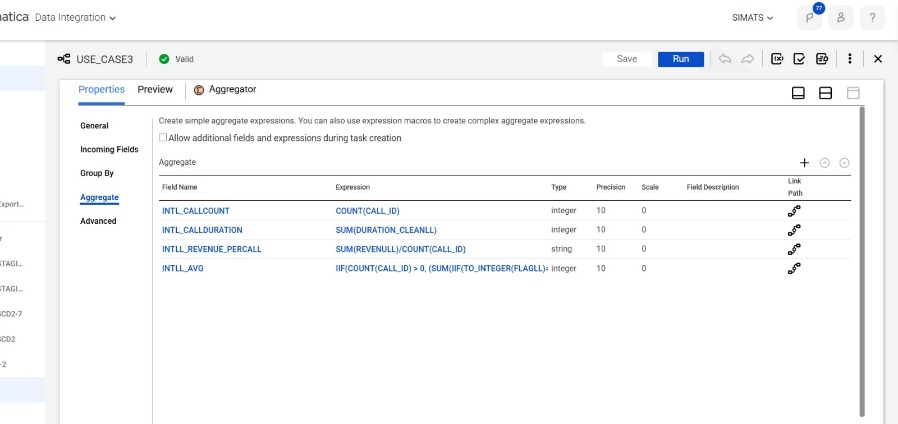 matica Data Integration
77
SIMATS
?
USE_CASE3
Valid
Save
Run
Properties
Preview
Aggregator
General
Incoming Fields
Group By
Aggregate
Advanced
Create simple aggregate expressions. You can also use expression macros to create complex aggregate expressions.
Allow additional fields and expressions during task creation
Aggregate
Field Name Expression Type Precision Scale Field Description Link Path
INTL_CALLCOUNT COUNT(CALL_ID) integer 10 0
INTL_CALLDURATION SUM(DURATION_CLEANLL) integer 10 0
INTLL_REVENUE_PERCALL SUM(REVENULL)/COUNT(CALL_ID) string 10 0
INTLL_AVG IIF(COUNT(CALL_ID) > 0, (SUM(IIF(TO_INTEGER(FLAGLL)= integer 10 0
Export...
r
STAGI...
STAGI...
SCD2-7
SCD2
-2